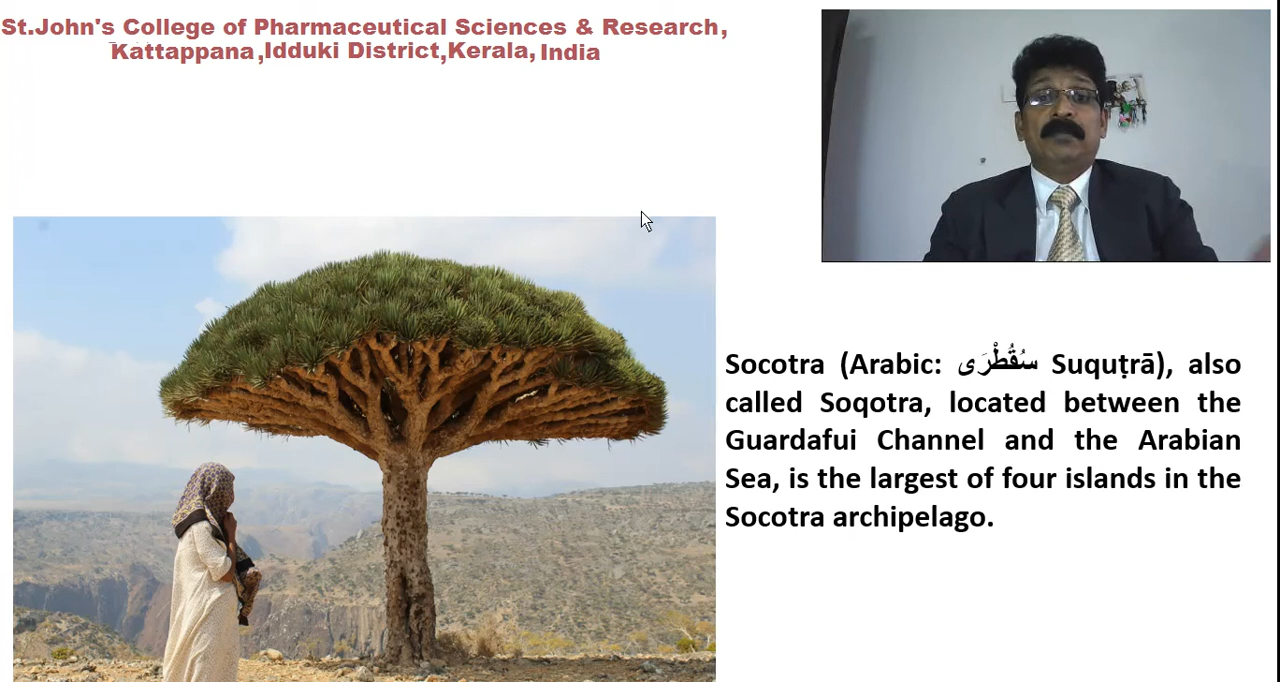 St.John's College of Pharmaceutical Sciences & Research,
Kattappana,Idduki District,Kerala, India
Socotra (Arabic: سُقُطْرَى Suquṭrā), also
called Soqotra, located between the
Guardafui Channel and the Arabian
Sea, is the largest of four islands in the
Socotra archipelago.